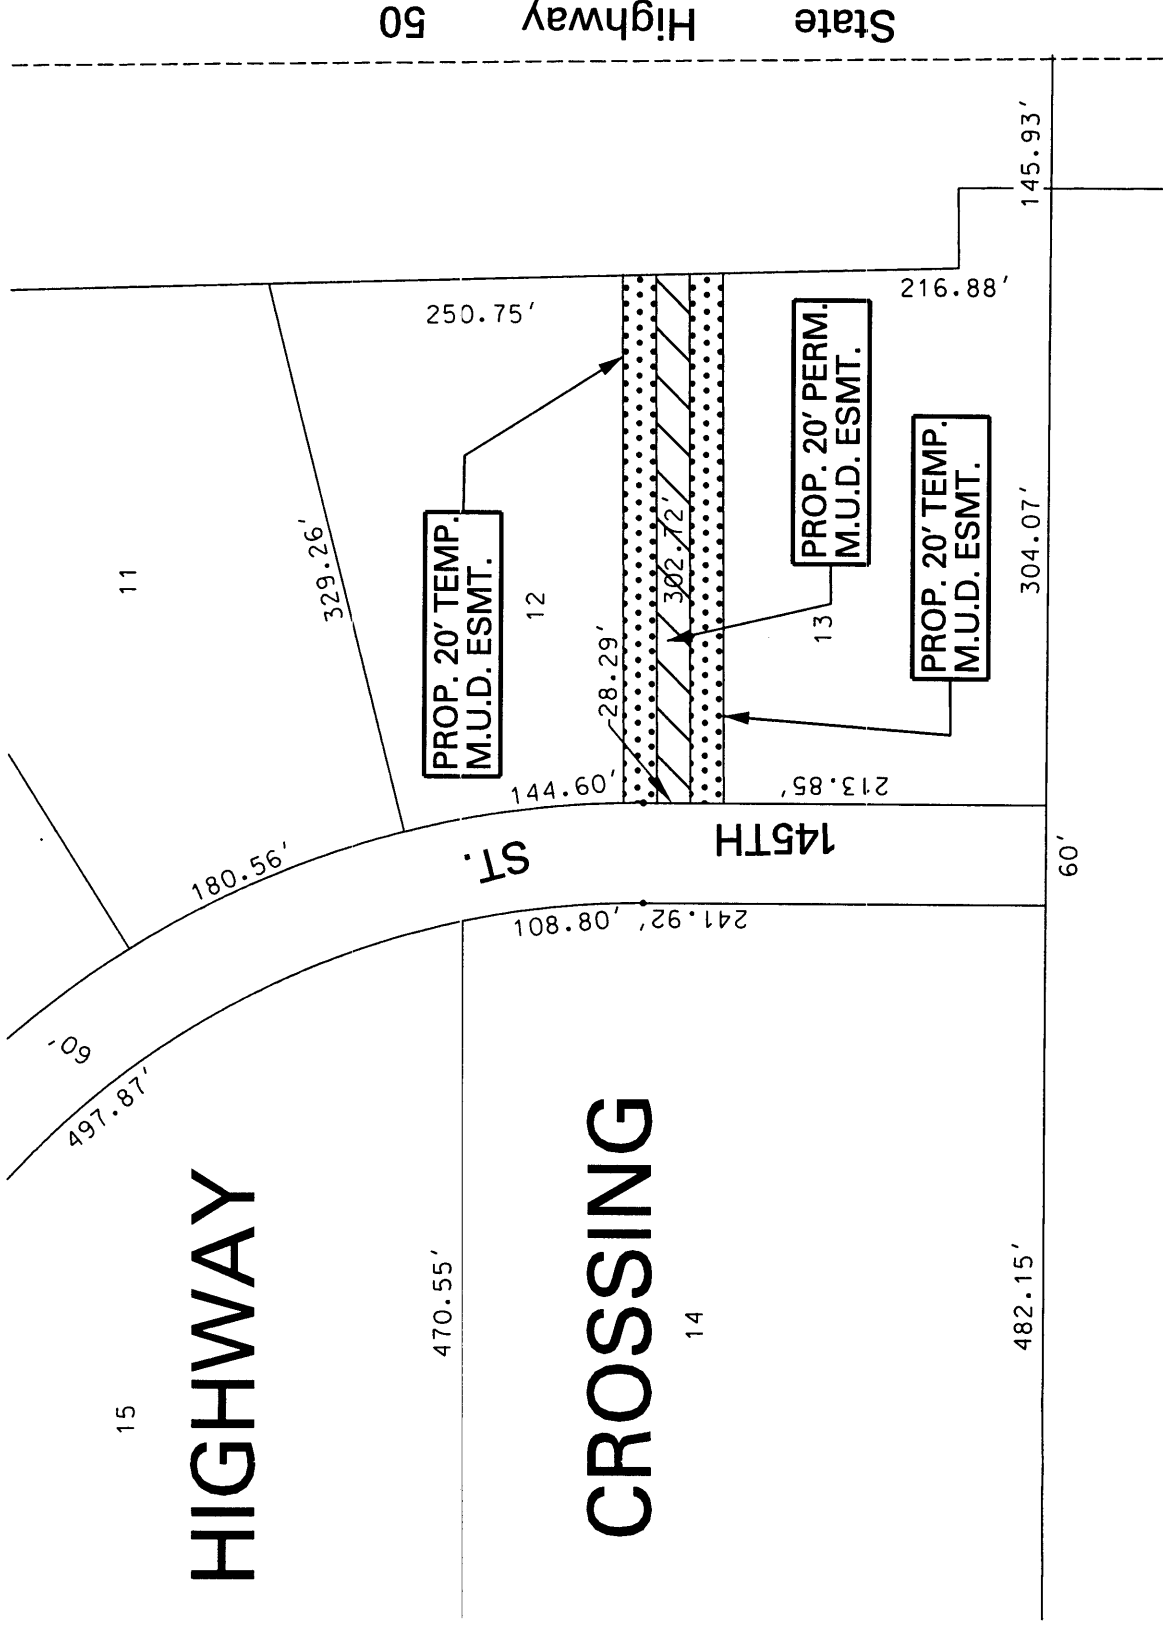 State Highway 50
145.93'
216.88'
250.75'
PROP. 20' PERM.
M.U.D. ESMT.
PROP. 20' TEMP.
M.U.D. ESMT.
PROP. 20' TEMP.
M.U.D. ESMT.
304.07'
302.72'
329.26'
11
12
13
28.29'
144.60'
213.85'
180.56'
145TH ST.
60'
60'
108.80'
241.92'
497.87'
HIGHWAY
CROSSING
470.55'
482.15'
14
15